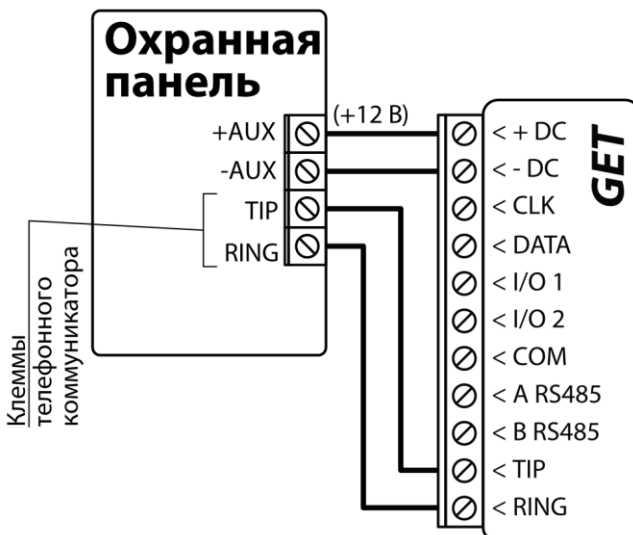 Охранная
панель
+AUX
-AUX
TIP
RING
(+12 В)
Клеммы
телефонного
коммуникатора
GET
< + DC
< - DC
< CLK
< DATA
< I/O 1
< I/O 2
< COM
< A RS485
< B RS485
< TIP
< RING